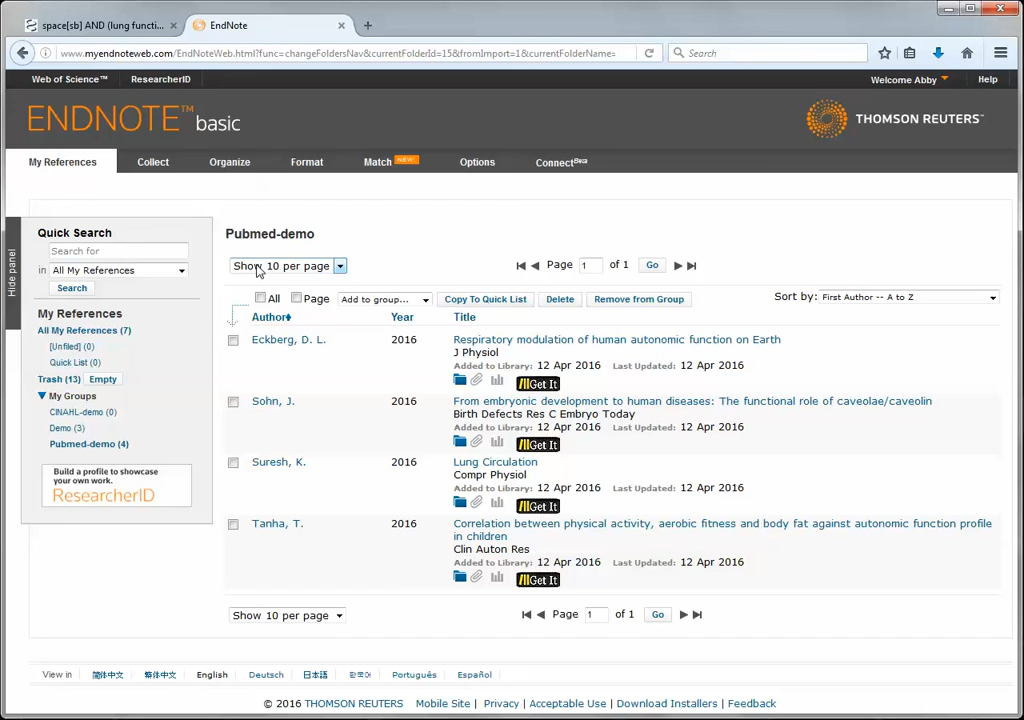 space[sb] AND (lung functi... × EndNote × +
www.myendnoteweb.com/EndNoteWeb.html?func=changeFoldersNav&currentFolderId=15&fromImport=1&currentFolderName= Search
Web of Science™ ResearcherID Welcome Abby Help
ENDNOTE™ basic THOMSON REUTERS™
My References Collect Organize Format Match NEW! Options Connect Beta
Hide panel
Quick Search
Search for
in All My References
Search
My References
All My References (7)
[Unfiled] (0)
Quick List (0)
Trash (13) Empty
▼ My Groups
CINAHL-demo (0)
Demo (3)
Pubmed-demo (4)
Build a profile to showcase
your own work.
ResearcherID
Pubmed-demo
Show 10 per page Page 1 of 1 Go
All Page Add to group... Copy To Quick List Delete Remove from Group Sort by: First Author -- A to Z
Author Year Title
Eckberg, D. L. 2016 Respiratory modulation of human autonomic function on Earth
J Physiol
Added to Library: 12 Apr 2016 Last Updated: 12 Apr 2016
Get It
Sohn, J. 2016 From embryonic development to human diseases: The functional role of caveolae/caveolin
Birth Defects Res C Embryo Today
Added to Library: 12 Apr 2016 Last Updated: 12 Apr 2016
Get It
Suresh, K. 2016 Lung Circulation
Compr Physiol
Added to Library: 12 Apr 2016 Last Updated: 12 Apr 2016
Get It
Tanha, T. 2016 Correlation between physical activity, aerobic fitness and body fat against autonomic function profile
in children
Clin Auton Res
Added to Library: 12 Apr 2016 Last Updated: 12 Apr 2016
Get It
Show 10 per page Page 1 of 1 Go
View in 简体中文 繁体中文 English Deutsch 日本語 한국어 Português Español
© 2016 THOMSON REUTERS Mobile Site | Privacy | Acceptable Use | Download Installers | Feedback